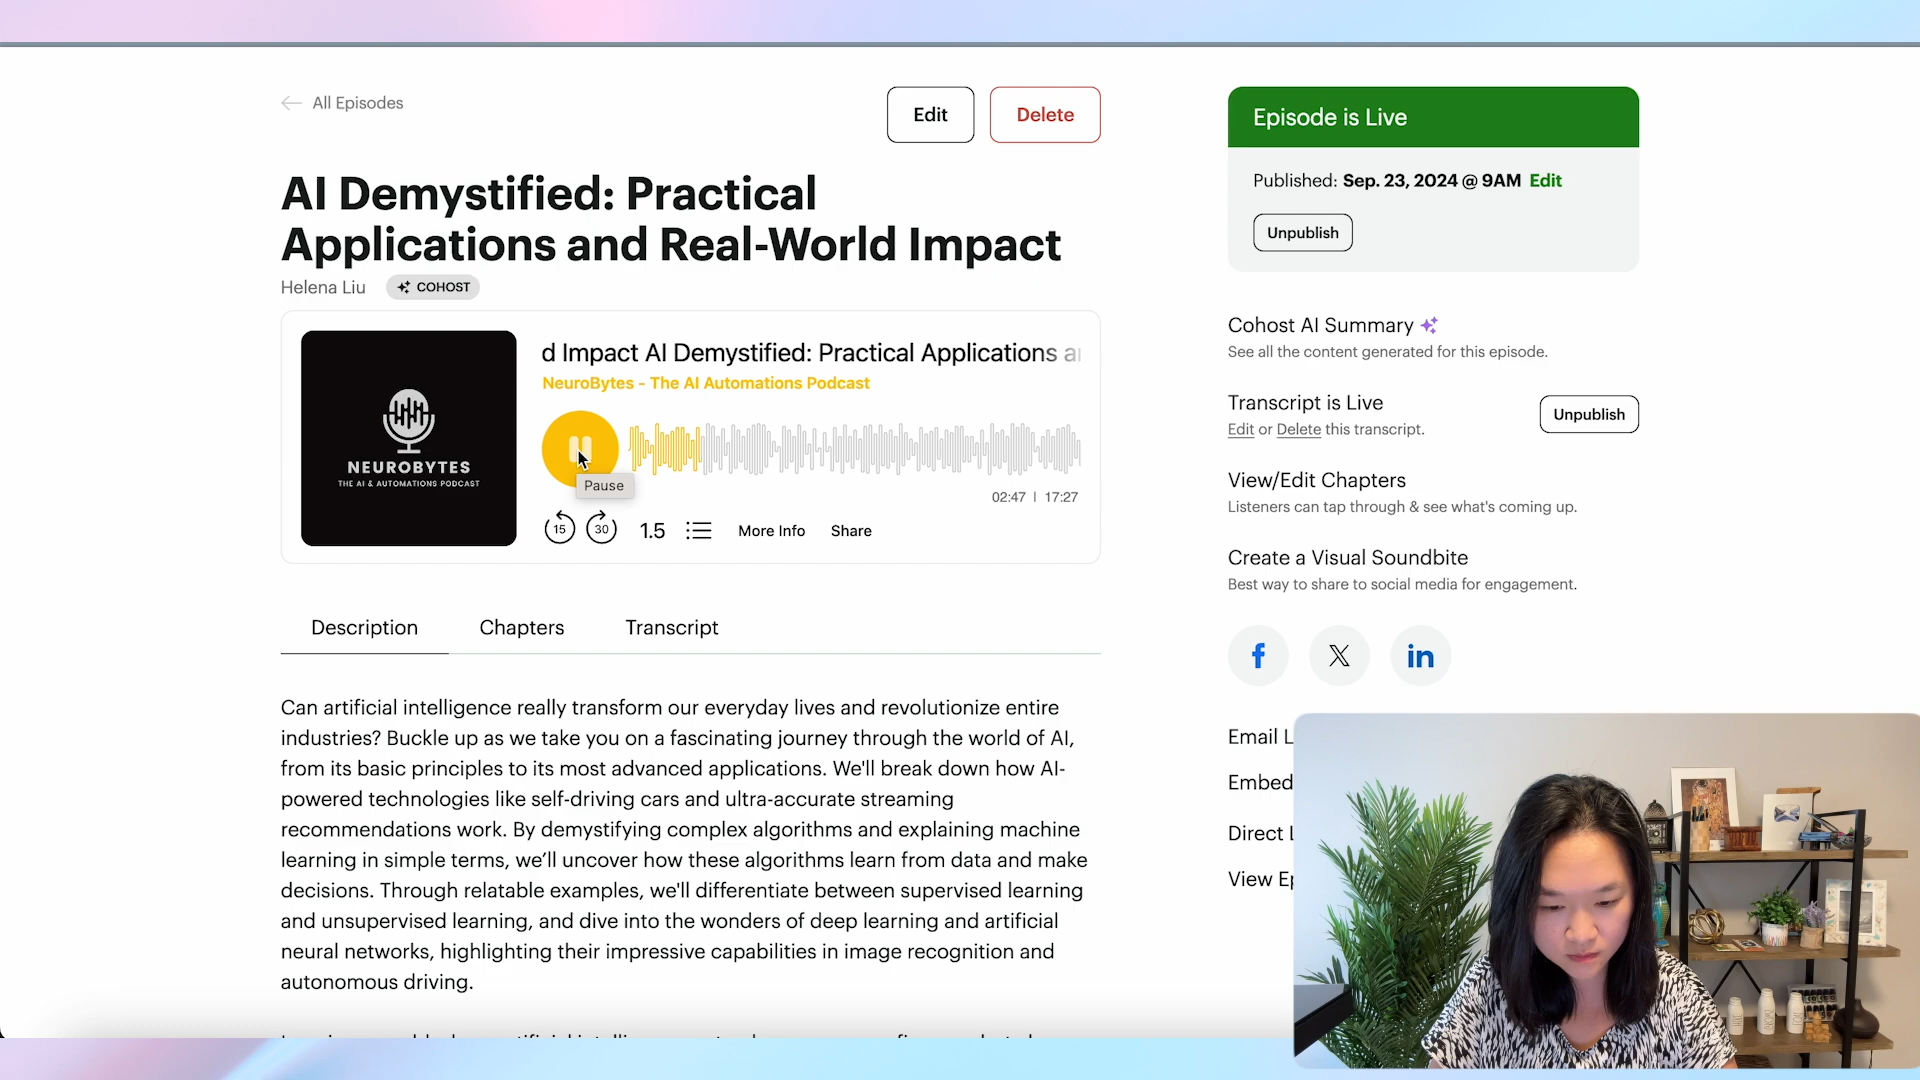 All Episodes
Edit
Delete
AI Demystified: Practical
Applications and Real-World Impact
Helena Liu
COHOST
d Impact AI Demystified: Practical Applications a
NeuroBytes - The AI Automations Podcast
NEUROBYTES
THE AI & AUTOMATIONS PODCAST
Pause
02:47 | 17:27
15
30
1.5
More Info
Share
Description
Chapters
Transcript
Can artificial intelligence really transform our everyday lives and revolutionize entire
industries? Buckle up as we take you on a fascinating journey through the world of AI,
from its basic principles to its most advanced applications. We'll break down how AI-
powered technologies like self-driving cars and ultra-accurate streaming
recommendations work. By demystifying complex algorithms and explaining machine
learning in simple terms, we’ll uncover how these algorithms learn from data and make
decisions. Through relatable examples, we'll differentiate between supervised learning
and unsupervised learning, and dive into the wonders of deep learning and artificial
neural networks, highlighting their impressive capabilities in image recognition and
autonomous driving.
Episode is Live
Published: Sep. 23, 2024 @ 9AM Edit
Unpublish
Cohost AI Summary
See all the content generated for this episode.
Transcript is Live
Edit or Delete this transcript.
Unpublish
View/Edit Chapters
Listeners can tap through & see what's coming up.
Create a Visual Soundbite
Best way to share to social media for engagement.
f
X
in
Email L
Embed
Direct L
View Ep